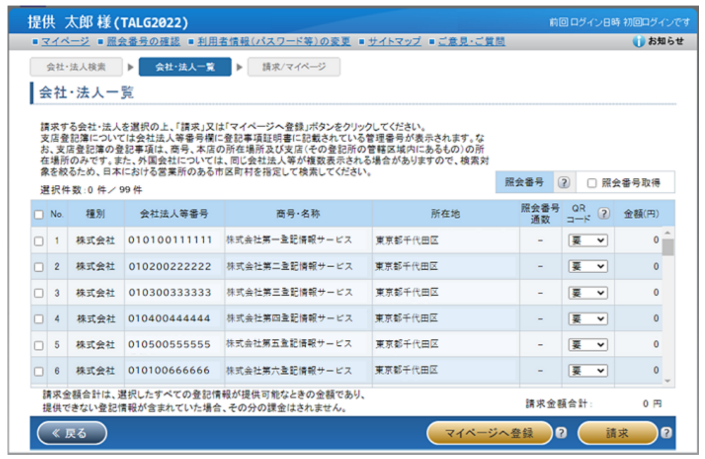 提供 太郎 様 (TALG2022) 前回ログイン日時 初回ログインです
■マイページ ■照会番号の確認 ■利用者情報(パスワード等)の変更 ■サイトマップ ■ご意見・ご質問 お知らせ
会社・法人検索 ▶ 会社・法人一覧 ▶ 請求/マイページ
会社・法人一覧
請求する会社・法人を選択の上、「請求」又は「マイページへ登録」ボタンをクリックしてください。
支店登記簿については会社法人等番号欄に登記事項証明書に記載されている管理番号が表示されます。な
お、支店登記簿の登記事項は、商号、本店の所在場所及び支店(その登記所の管轄区域内にあるもの)の所
在場所のみです。また、外国会社については、同じ会社法人等が複数表示される場合がありますので、検索対
象を絞るため、日本における営業所のある市区町村を指定して検索してください。
照会番号 ? 照会番号取得
選択件数:0 件/ 99 件
No. 種別 会社法人等番号 商号・名称 所在地 照会番号通数 QRコード ? 金額(円)
1 株式会社 010100111111 株式会社第一登記情報サービス 東京都千代田区 - 要 0
2 株式会社 010200222222 株式会社第二登記情報サービス 東京都千代田区 - 要 0
3 株式会社 010300333333 株式会社第三登記情報サービス 東京都千代田区 - 要 0
4 株式会社 010400444444 株式会社第四登記情報サービス 東京都千代田区 - 要 0
5 株式会社 010500555555 株式会社第五登記情報サービス 東京都千代田区 - 要 0
6 株式会社 010100666666 株式会社第六登記情報サービス 東京都千代田区 - 要 0
請求金額合計は、選択したすべての登記情報が提供可能なときの金額であり、
提供できない登記情報が含まれていた場合、その分の課金はされません。
請求金額合計: 0 円
≪ 戻る マイページへ登録 ? 請求 ?